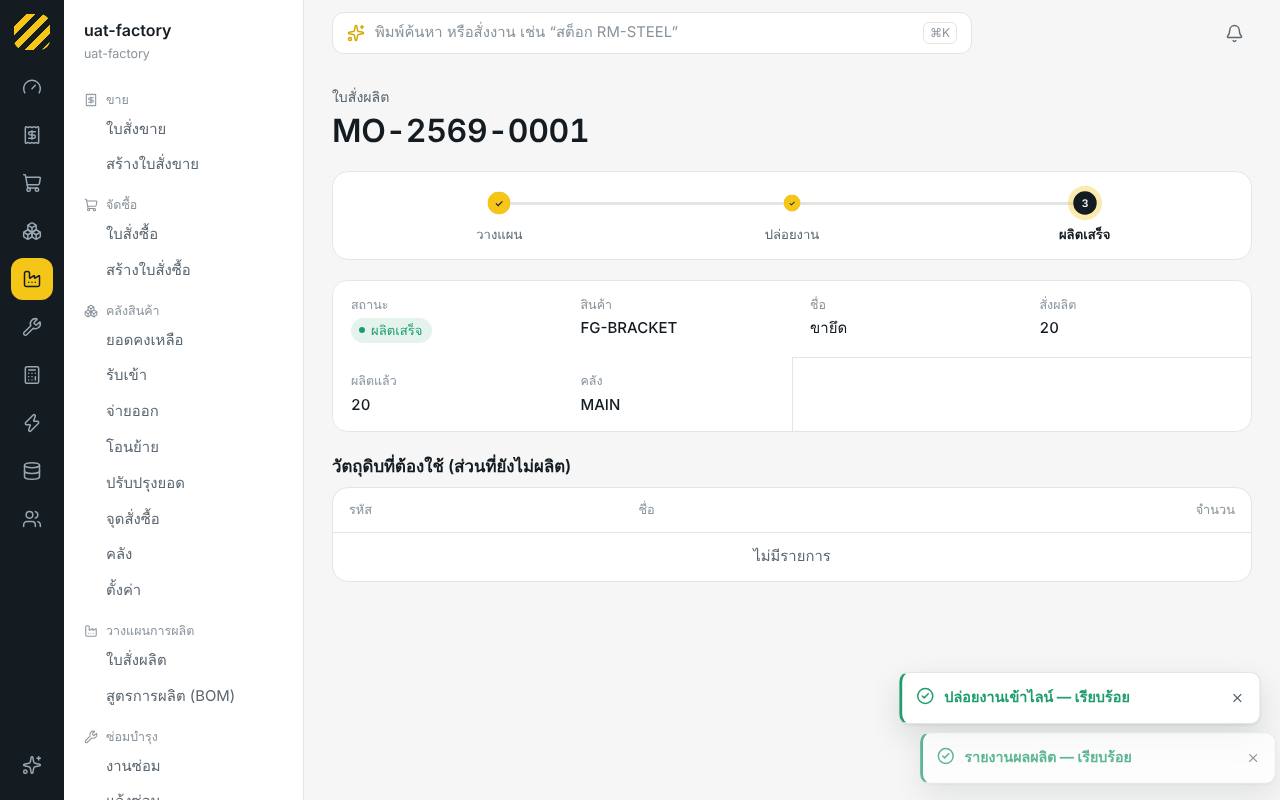 uat-factory
uat-factory
ขาย
ใบสั่งขาย
สร้างใบสั่งขาย
จัดซื้อ
ใบสั่งซื้อ
สร้างใบสั่งซื้อ
คลังสินค้า
ยอดคงเหลือ
รับเข้า
จ่ายออก
โอนย้าย
ปรับปรุงยอด
จุดสั่งซื้อ
คลัง
ตั้งค่า
วางแผนการผลิต
ใบสั่งผลิต
สูตรการผลิต (BOM)
ซ่อมบำรุง
งานซ่อม
แจ้งซ่อม
พิมพ์ค้นหา หรือสั่งงาน เช่น “สต็อก RM-STEEL”
⌘K
ใบสั่งผลิต
MO-2569-0001
3
วางแผน
ปล่อยงาน
ผลิตเสร็จ
สถานะ
ผลิตเสร็จ
สินค้า
FG-BRACKET
ชื่อ
ขายึด
สั่งผลิต
20
ผลิตแล้ว
20
คลัง
MAIN
วัตถุดิบที่ต้องใช้ (ส่วนที่ยังไม่ผลิต)
รหัส ชื่อ จำนวน
ไม่มีรายการ
ปล่อยงานเข้าไลน์ — เรียบร้อย
รายงานผลผลิต — เรียบร้อย